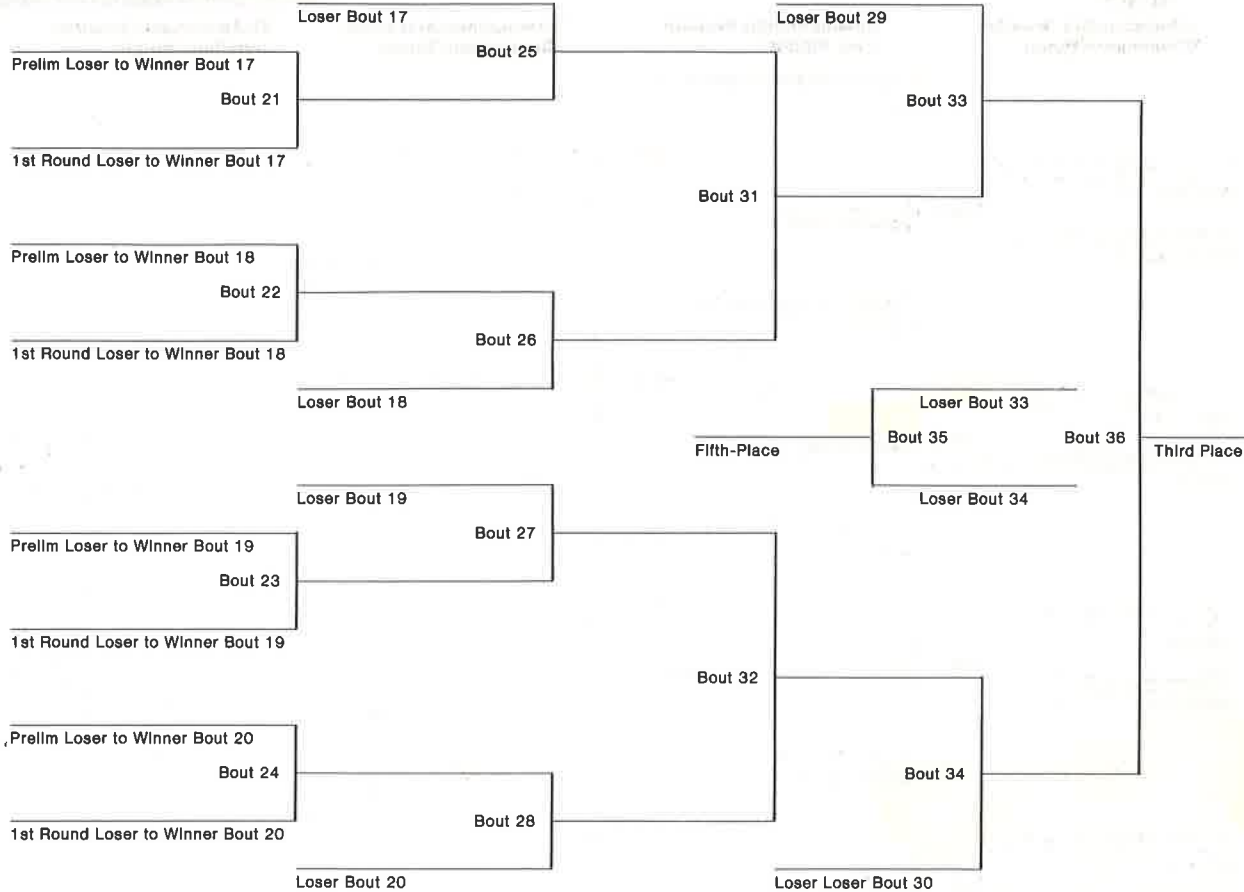 Loser Bout 17
Loser Bout 29
Bout 25
Prelim Loser to Winner Bout 17
Bout 21
Bout 33
1st Round Loser to Winner Bout 17
Bout 31
Prelim Loser to Winner Bout 18
Bout 22
Bout 26
1st Round Loser to Winner Bout 18
Loser Bout 18
Loser Bout 33
Bout 35
Bout 36
Fifth-Place
Third Place
Loser Bout 19
Loser Bout 34
Bout 27
Prelim Loser to Winner Bout 19
Bout 23
1st Round Loser to Winner Bout 19
Bout 32
Prelim Loser to Winner Bout 20
Bout 24
Bout 34
Bout 28
1st Round Loser to Winner Bout 20
Loser Bout 20
Loser Loser Bout 30